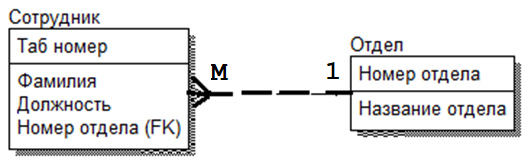 Сотрудник
Таб номер
Фамилия
Должность
Номер отдела (FK)
M
1
Отдел
Номер отдела
Название отдела